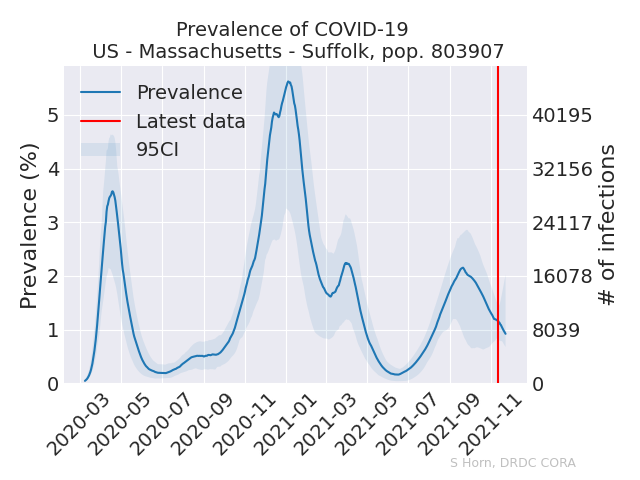 Prevalence of COVID-19
US - Massachusetts - Suffolk, pop. 803907
Prevalence
Latest data
95CI
Prevalence (%)
5
4
3
2
1
0
40195
32156
24117
16078
8039
0
# of infections
2020-03
2020-05
2020-07
2020-09
2020-11
2021-01
2021-03
2021-05
2021-07
2021-09
2021-11
S Horn, DRDC CORA